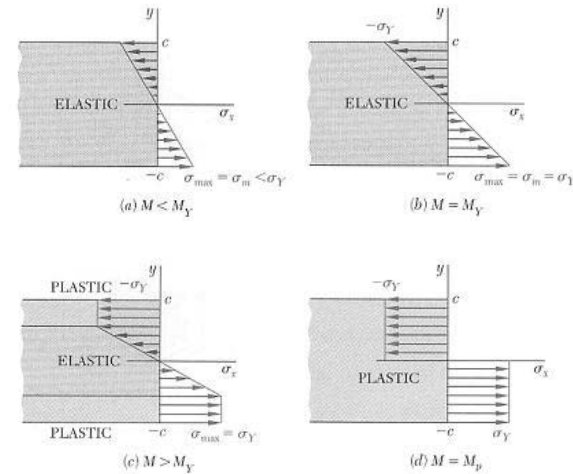 y
−σY
c
ELASTIC
σx
−c
σmax = σm < σY
(a) M < MY
y
−σY
c
ELASTIC
σx
−c
σmax = σm = σY
(b) M = MY
y
PLASTIC
−σY
c
ELASTIC
σx
PLASTIC
−c
σmax = σY
(c) M > MY
y
−σY
c
PLASTIC
σx
−c
σY
(d) M = Mp